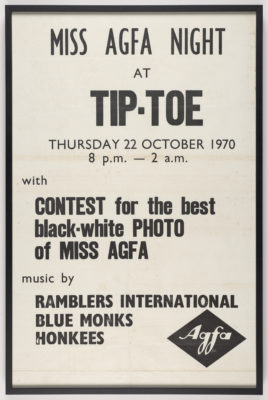 MISS AGFA NIGHT
AT
TIP-TOE
THURSDAY 22 OCTOBER 1970
8 p.m. — 2 a.m.
with
CONTEST for the best
black-white PHOTO
of MISS AGFA
music by
RAMBLERS INTERNATIONAL
BLUE MONKS
HONKEES
Agfa